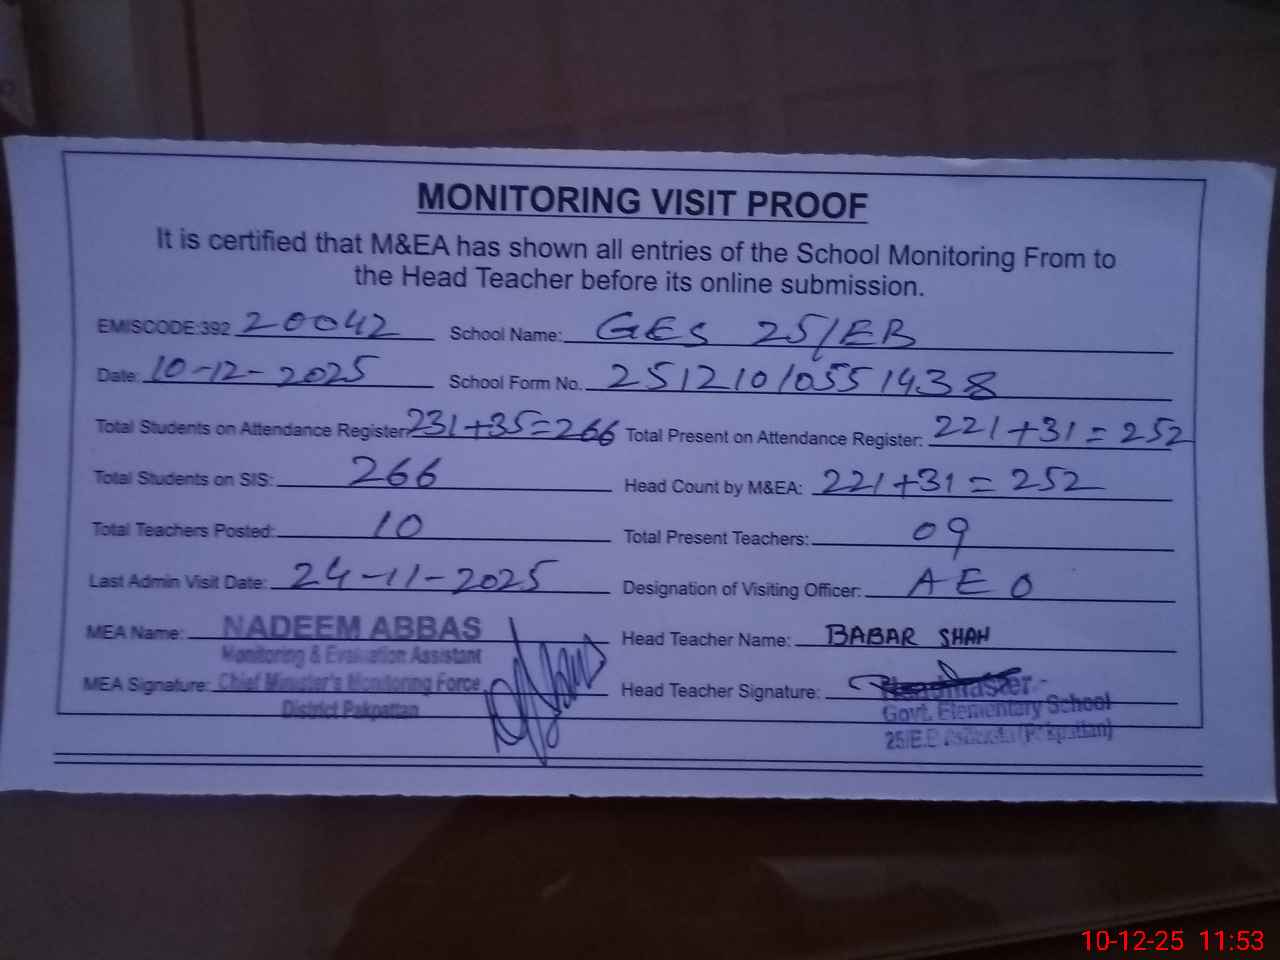 MONITORING VISIT PROOF
It is certified that M&EA has shown all entries of the School Monitoring From to
the Head Teacher before its online submission.
EMISCODE:392 20042 School Name: GES 25/EB
Date: 10-12-2025 School Form No. 25121010551438
Total Students on Attendance Register: 231+35=266 Total Present on Attendance Register: 221+31=252
Total Students on SIS: 266 Head Count by M&EA: 221+31=252
Total Teachers Posted: 10 Total Present Teachers: 09
Last Admin Visit Date: 24-11-2025 Designation of Visiting Officer: AEO
MEA Name: NADEEM ABBAS Head Teacher Name: BABAR SHAH
Monitoring & Evaluation Assistant
MEA Signature: Chief Minister's Monitoring Force Head Teacher Signature: Headmaster
District Pakpattan Govt. Elementary School
25/E.B (Pakpattan)
10-12-25 11:53